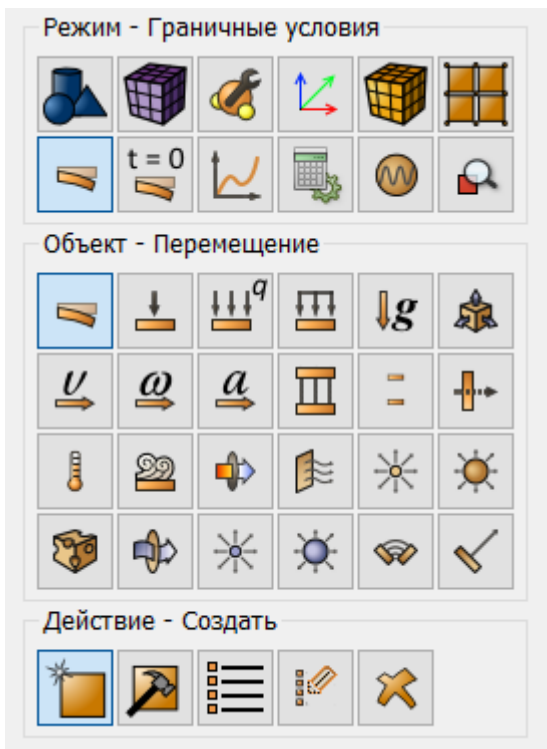 Режим - Граничные условия
t = 0
Объект - Перемещение
q
g
υ ω a
Действие - Создать